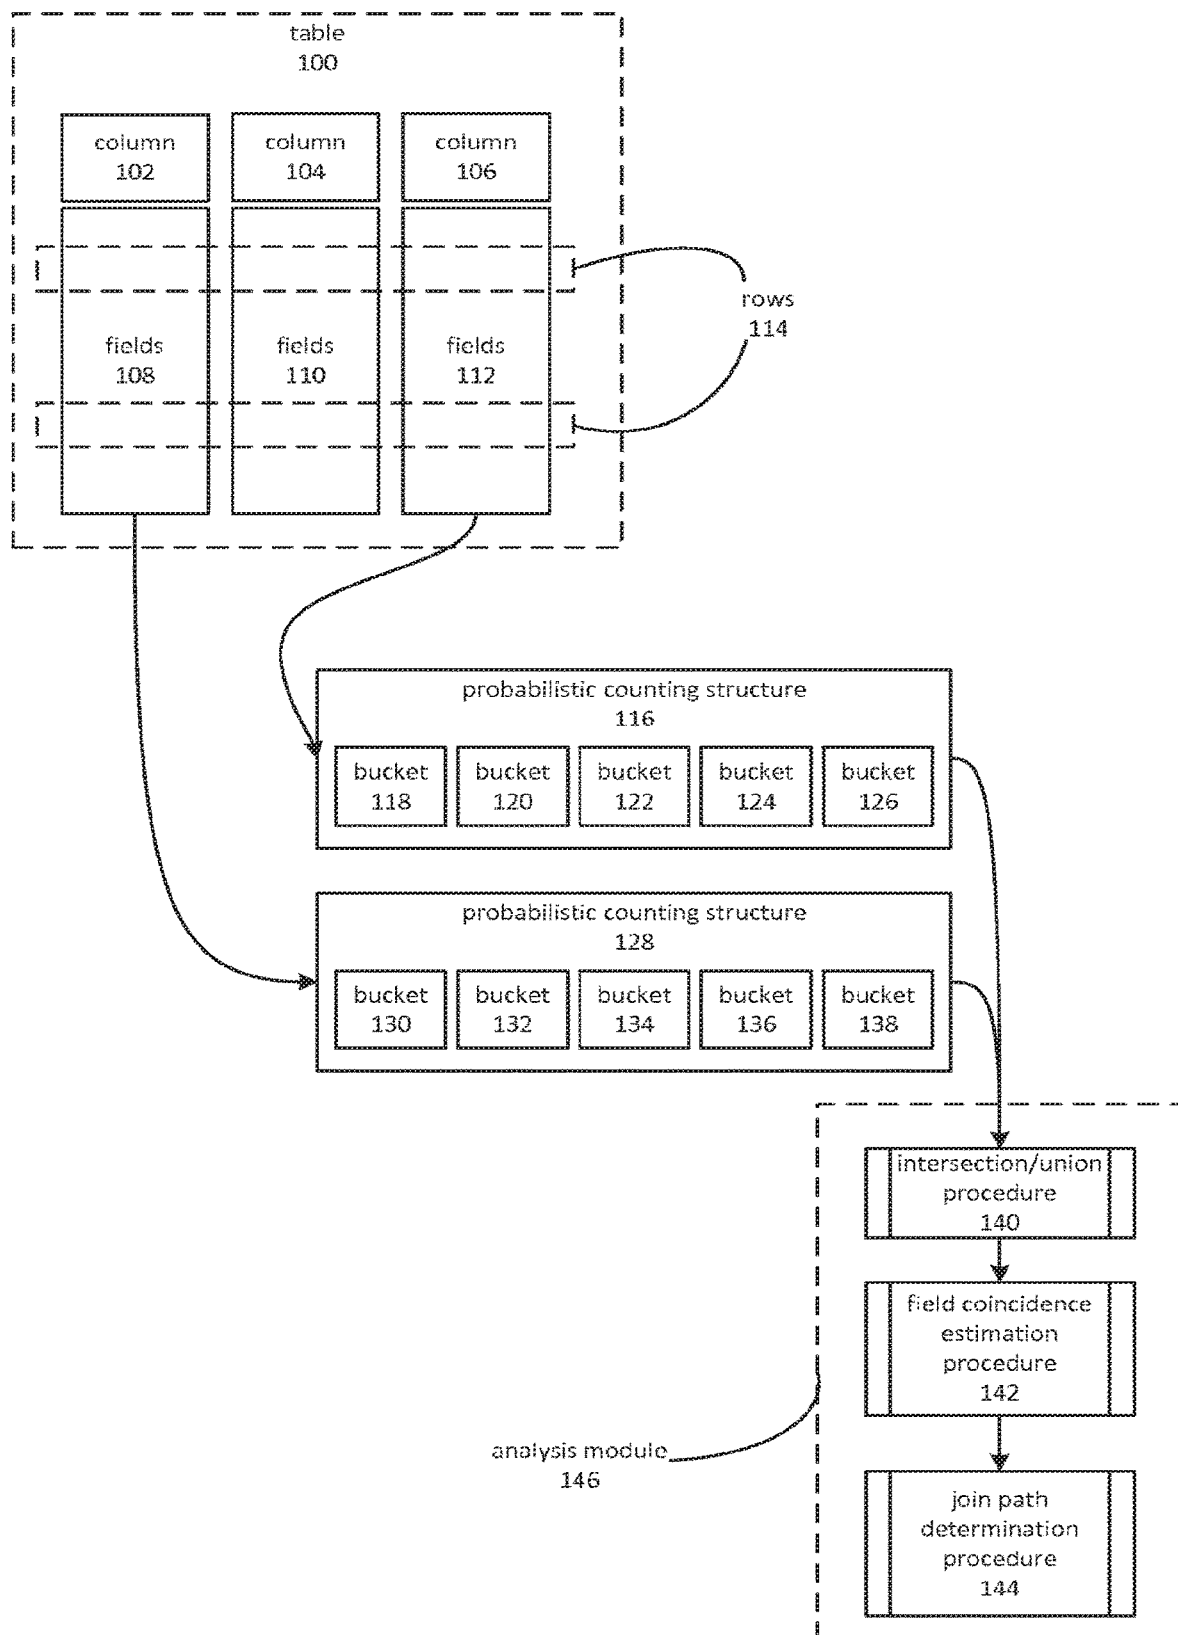 table
100
column
102
column
104
column
106
rows
114
fields
108
fields
110
fields
112
probabilistic counting structure
116
bucket
118
bucket
120
bucket
122
bucket
124
bucket
126
probabilistic counting structure
128
bucket
130
bucket
132
bucket
134
bucket
136
bucket
138
intersection/union
procedure
140
field coincidence
estimation
procedure
142
analysis module
146
join path
determination
procedure
144